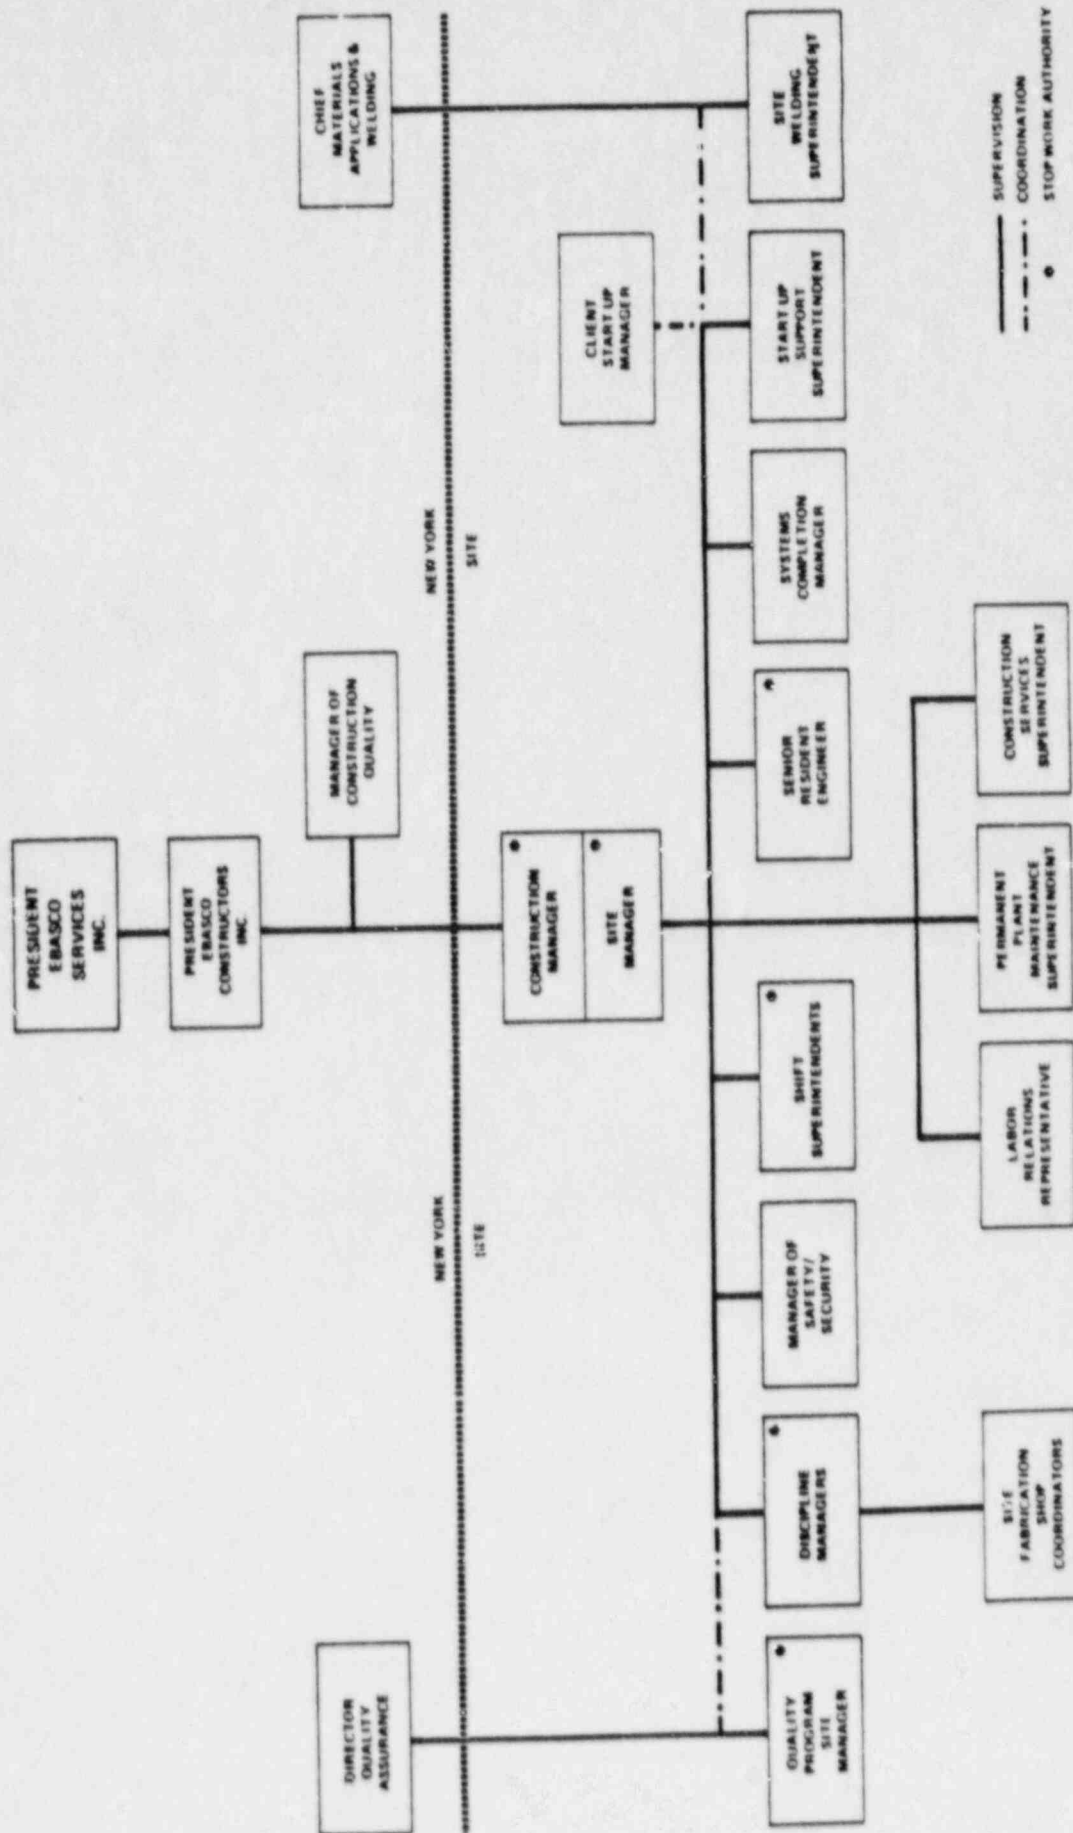 PRESIDENT
EBASCO
SERVICES
INC.
PRESIDENT
EBASCO
CONSTRUCTORS
INC
MANAGER OF
CONSTRUCTION
QUALITY
DIRECTOR
QUALITY
ASSURANCE
CHIEF
MATERIALS
APPLICATIONS &
WELDING
NEW YORK
NEW YORK
SITE
CONSTRUCTION
MANAGER
SITE
MANAGER
CLIENT
START UP
MANAGER
QUALITY
PROGRAM
SITE
MANAGER
DISCIPLINE
MANAGERS
MANAGER OF
SAFETY/
SECURITY
SHIFT
SUPERINTENDENTS
SENIOR
RESIDENT
ENGINEER
SYSTEMS
COMPLETION
MANAGER
START UP
SUPPORT
SUPERINTENDENT
SITE
WELDING
SUPERINTENDENT
SITE
FABRICATION
SHOP
COORDINATORS
LABOR
RELATIONS
REPRESENTATIVE
PERMANENT
PLANT
MAINTENANCE
SUPERINTENDENT
CONSTRUCTION
SERVICES
SUPERINTENDENT
SUPERVISION
COORDINATION
STOP WORK AUTHORITY